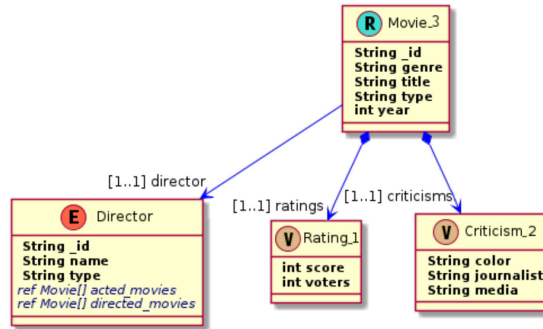 R Movie_3
String _id
String genre
String title
String type
int year
[1..1] director
[1..1] ratings
[1..1] criticisms
E Director
String _id
String name
String type
ref Movie[] acted_movies
ref Movie[] directed_movies
V Rating_1
int score
int voters
V Criticism_2
String color
String journalist
String media